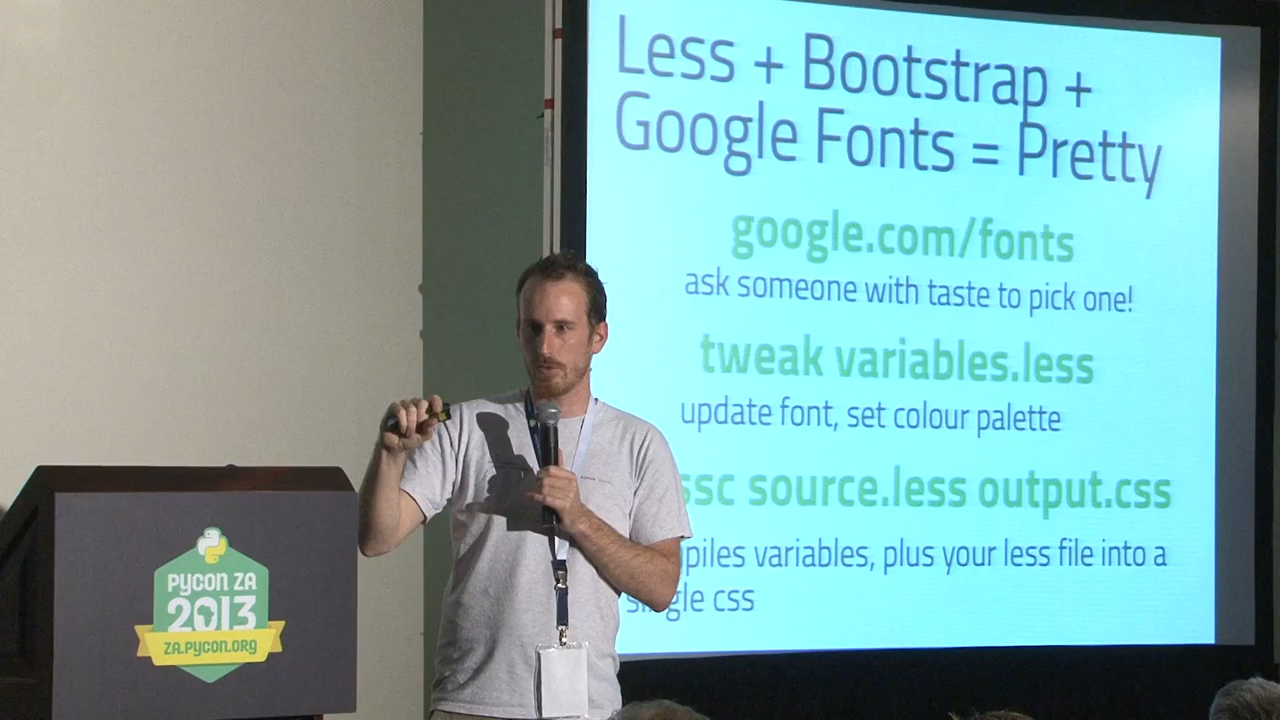 Less + Bootstrap +
Google Fonts = Pretty
google.com/fonts
ask someone with taste to pick one!
tweak variables.less
update font, set colour palette
ssc source.less output.css
piles variables, plus your less file into a
single css
PYCON ZA
2013
ZA.PYCON.ORG